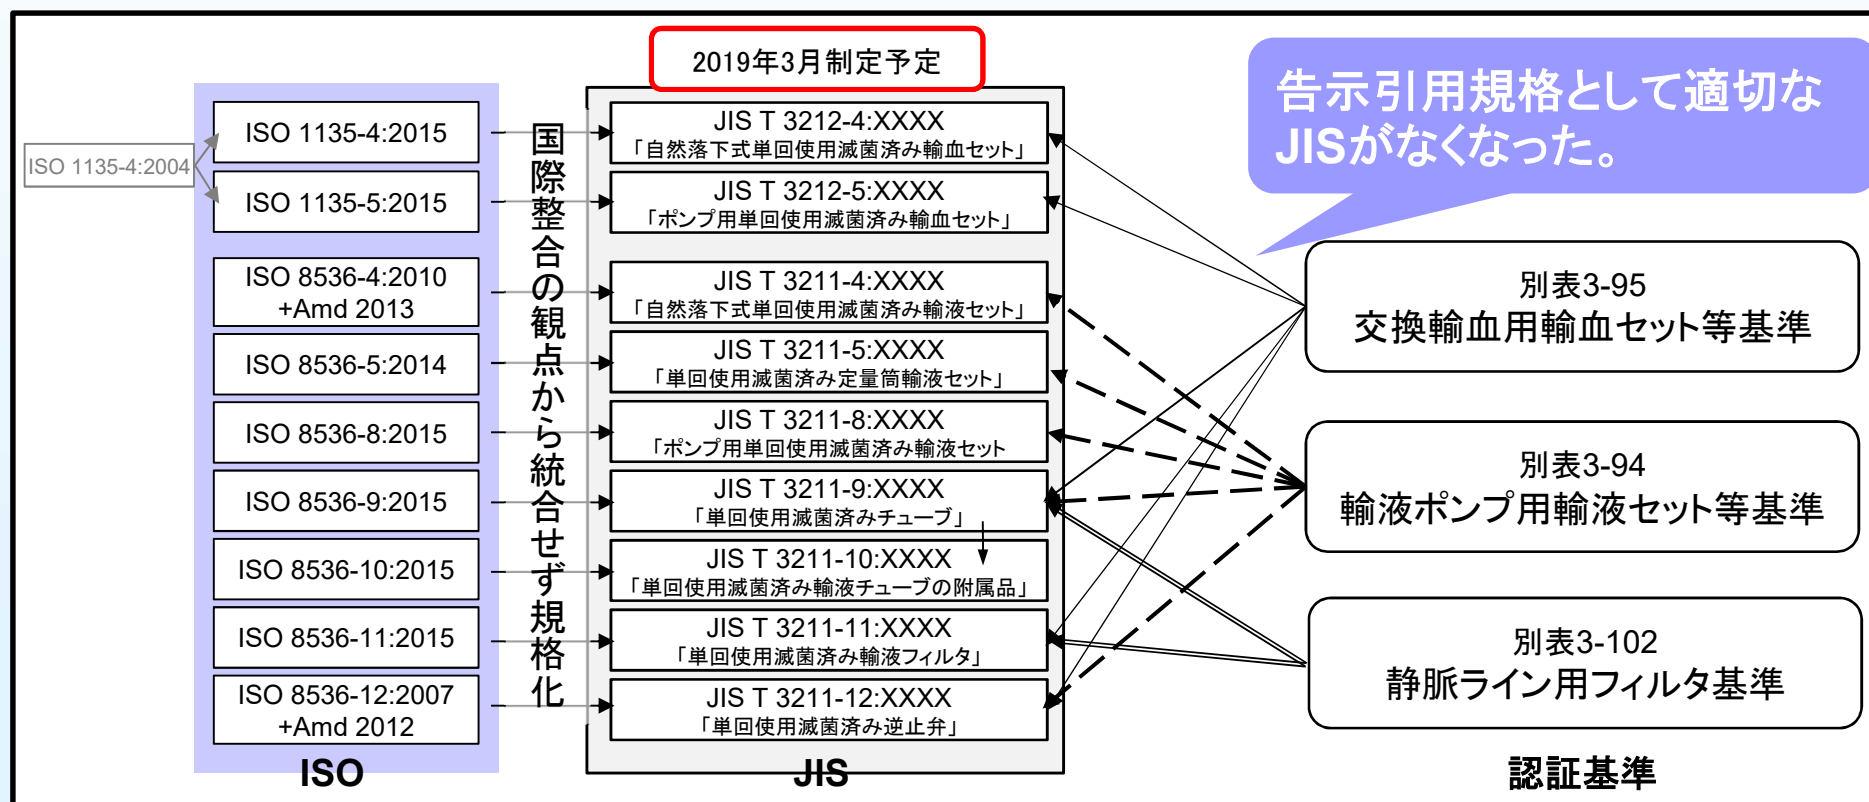 2019年3月制定予定
告示引用規格として適切な
JISがなくなった。
ISO 1135-4:2004
ISO 1135-4:2015
ISO 1135-5:2015
ISO 8536-4:2010
+Amd 2013
ISO 8536-5:2014
ISO 8536-8:2015
ISO 8536-9:2015
ISO 8536-10:2015
ISO 8536-11:2015
ISO 8536-12:2007
+Amd 2012
ISO
国際整合の観点から統合せず規格化
JIS T 3212-4:XXXX
「自然落下式単回使用滅菌済み輸血セット」
JIS T 3212-5:XXXX
「ポンプ用単回使用滅菌済み輸血セット」
JIS T 3211-4:XXXX
「自然落下式単回使用滅菌済み輸液セット」
JIS T 3211-5:XXXX
「単回使用滅菌済み定量筒輸液セット」
JIS T 3211-8:XXXX
「ポンプ用単回使用滅菌済み輸液セット
JIS T 3211-9:XXXX
「単回使用滅菌済みチューブ」
JIS T 3211-10:XXXX
「単回使用滅菌済み輸液チューブの附属品」
JIS T 3211-11:XXXX
「単回使用滅菌済み輸液フィルタ」
JIS T 3211-12:XXXX
「単回使用滅菌済み逆止弁」
JIS
別表3-95
交換輸血用輸血セット等基準
別表3-94
輸液ポンプ用輸液セット等基準
別表3-102
静脈ライン用フィルタ基準
認証基準